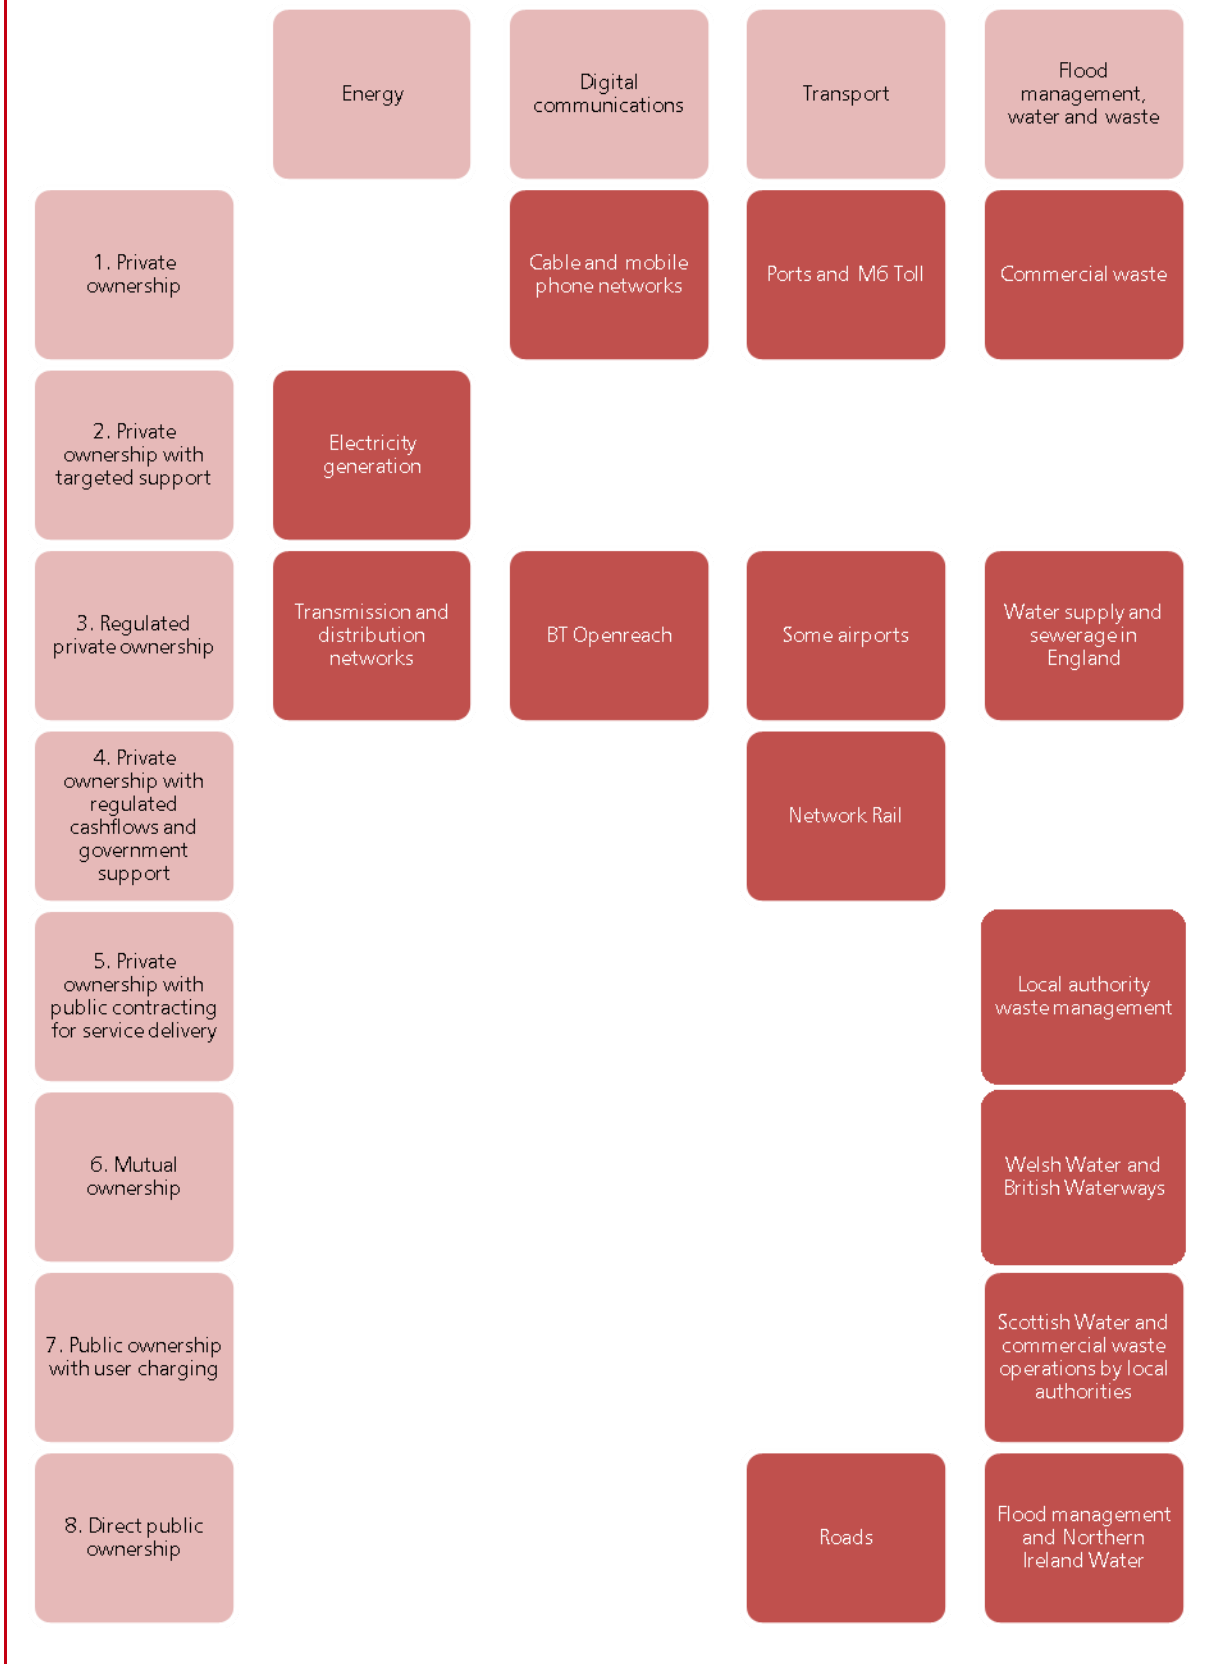 Energy
Digital
communications
Transport
Flood
management,
water and waste
1. Private
ownership
Cable and mobile
phone networks
Ports and M6 Toll
Commercial waste
2. Private
ownership with
targeted support
Electricity
generation
3. Regulated
private ownership
Transmission and
distribution
networks
BT Openreach
Some airports
Water supply and
sewerage in
England
4. Private
ownership with
regulated
cashflows and
government
support
Network Rail
5. Private
ownership with
public contracting
for service delivery
Local authority
waste management
6. Mutual
ownership
Welsh Water and
British Waterways
7. Public ownership
with user charging
Scottish Water and
commercial waste
operations by local
authorities
8. Direct public
ownership
Roads
Flood management
and Northern
Ireland Water